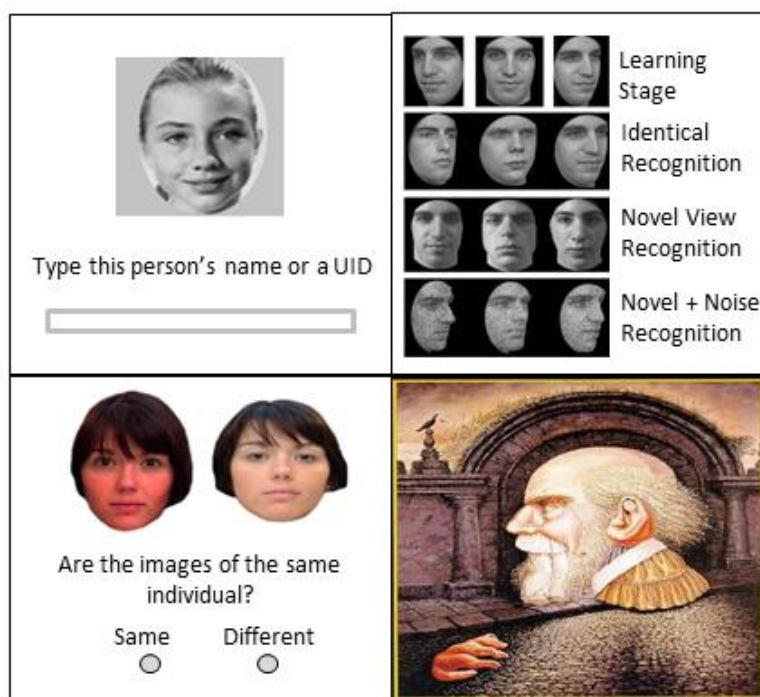 Type this person's name or a UID
Learning
Stage
Identical
Recognition
Novel View
Recognition
Novel + Noise
Recognition
Are the images of the same
individual?
Same Different